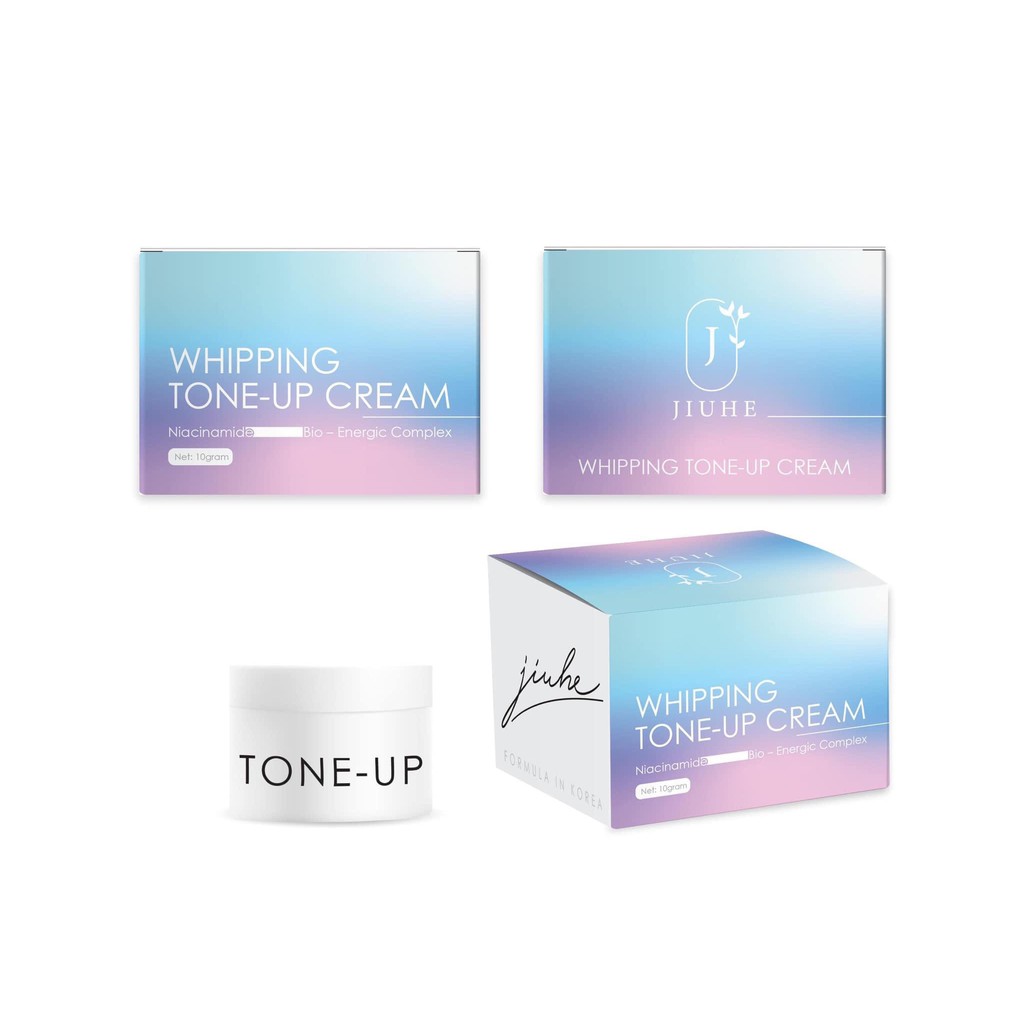 WHIPPING
TONE-UP CREAM
Niacinamide Bio – Energic Complex
Net: 10gram
J
JIUHE
WHIPPING TONE-UP CREAM
JIUHE
J
jiuhe
FORMULA IN KOREA
WHIPPING
TONE-UP CREAM
Niacinamide Bio – Energic Complex
Net: 10gram
TONE-UP